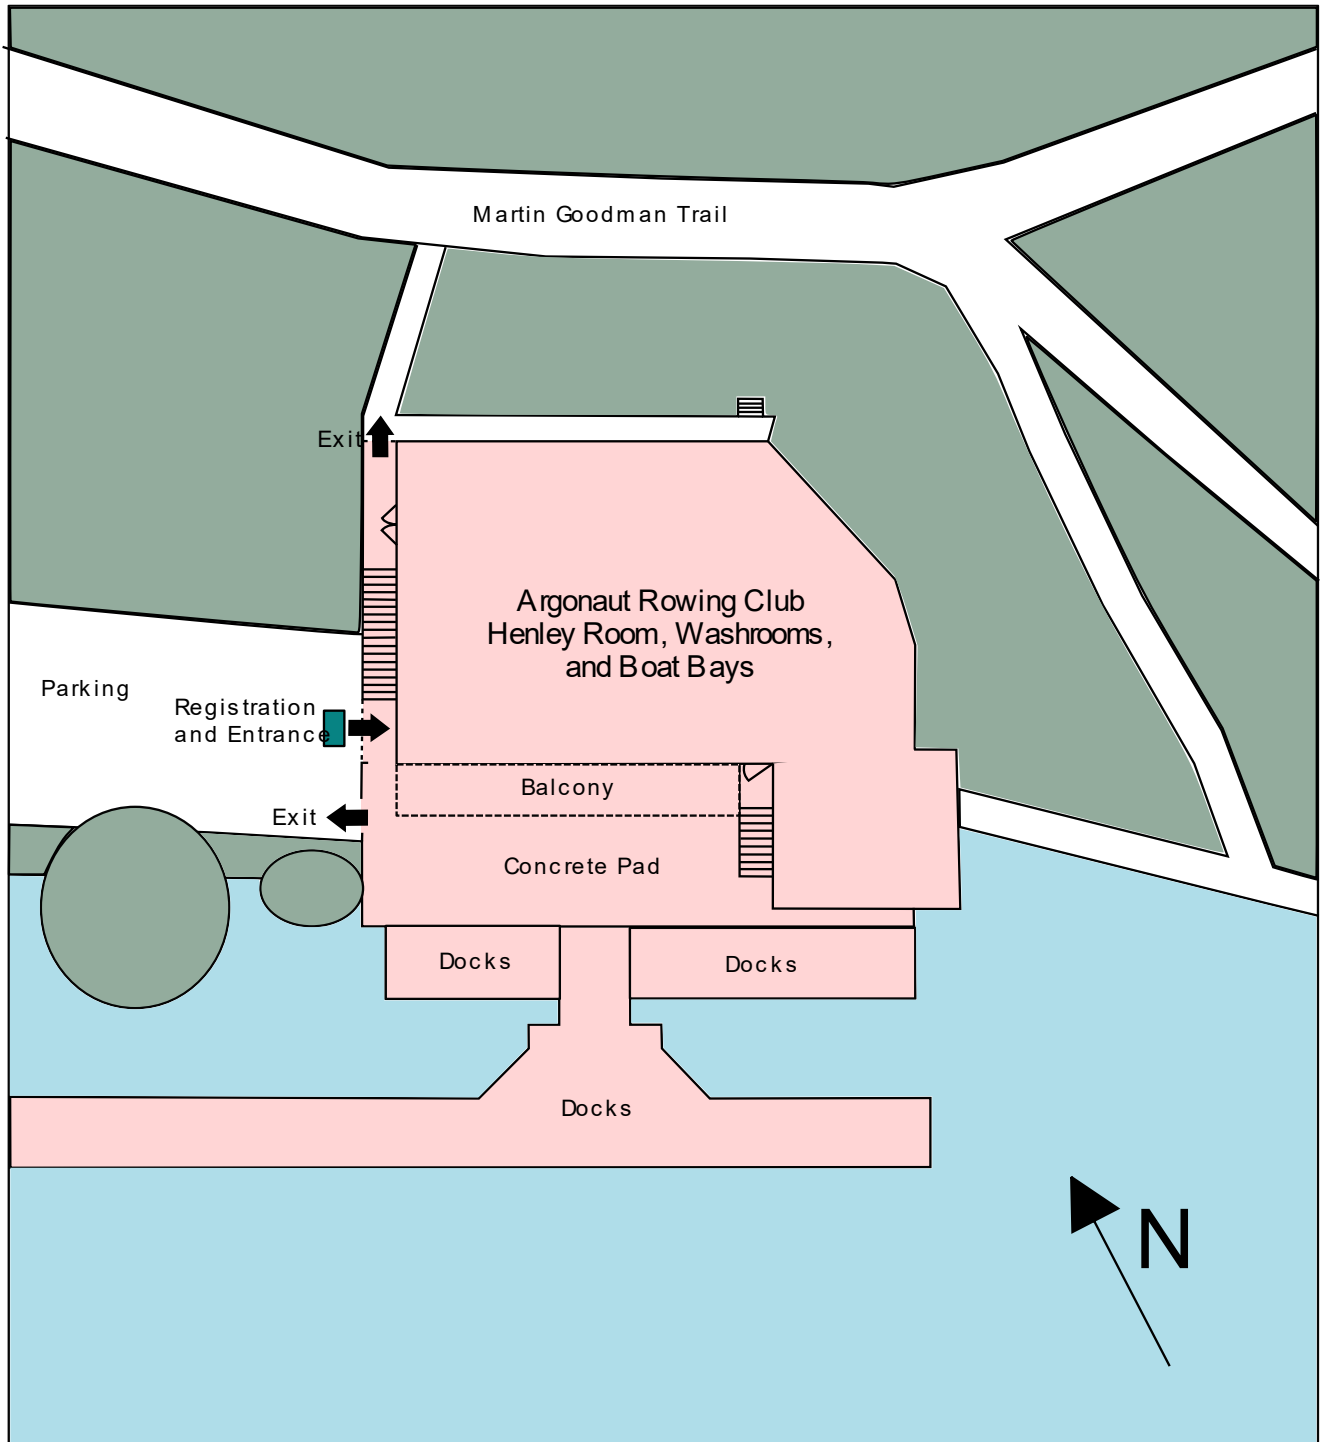 Martin Goodman Trail
Exit
Argonaut Rowing Club
Henley Room, Washrooms,
and Boat Bays
Parking
Registration
and Entrance
Balcony
Exit
Concrete Pad
Docks
Docks
Docks
N